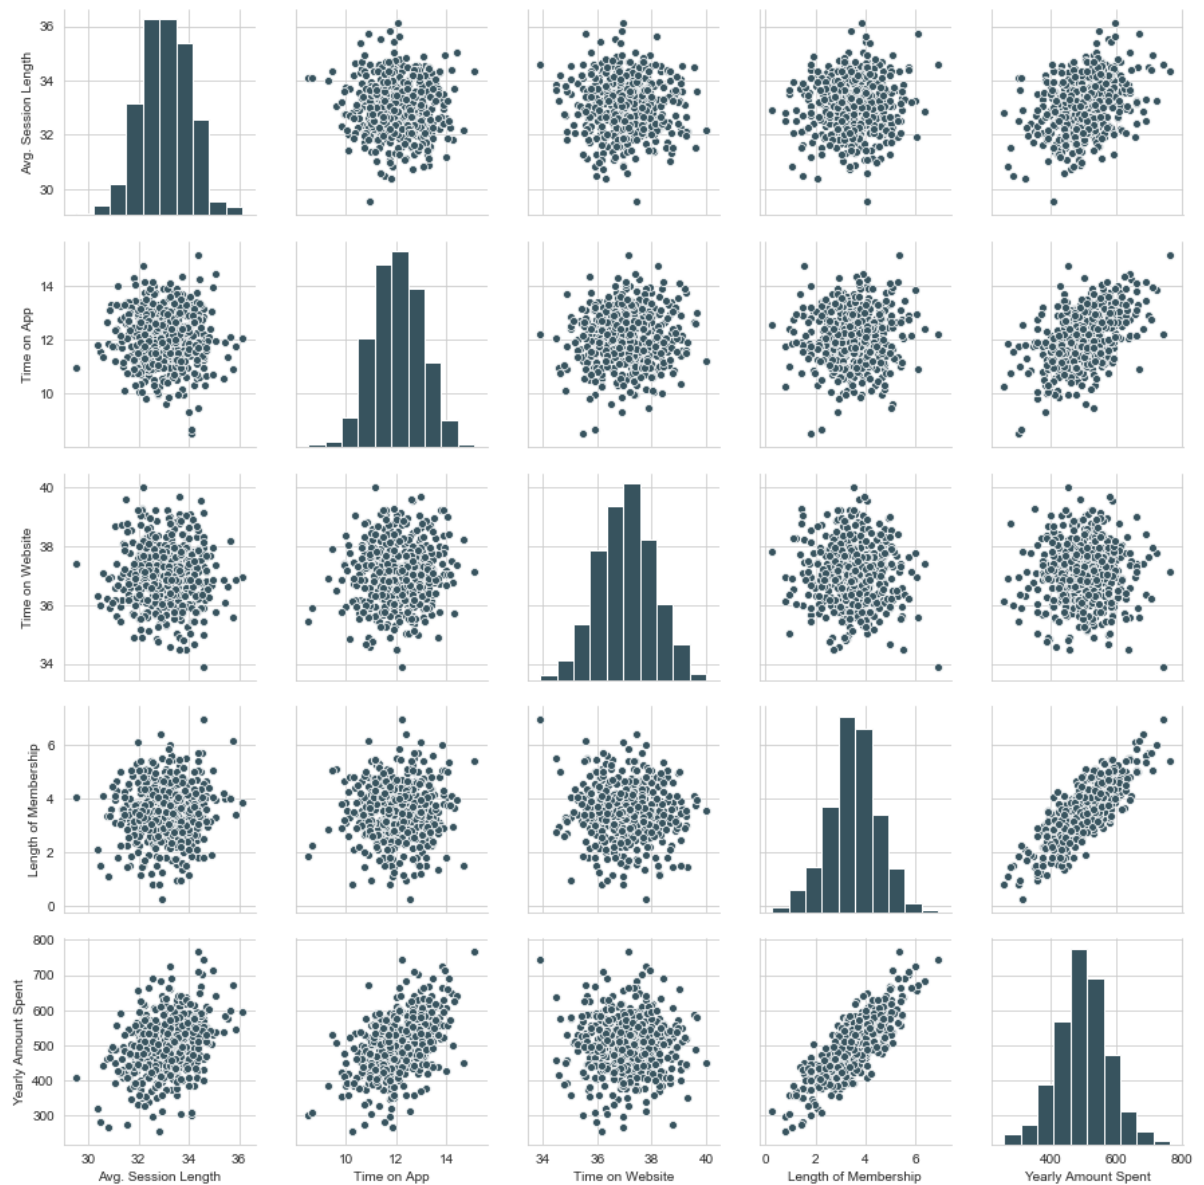 36
34
32
30
Avg. Session Length
14
12
10
Time on App
40
38
36
34
Time on Website
6
4
2
0
Length of Membership
800
700
600
500
400
300
Yearly Amount Spent
30 32 34 36
10 12 14
34 36 38 40
0 2 4 6
400 600 800
Avg. Session Length
Time on App
Time on Website
Length of Membership
Yearly Amount Spent